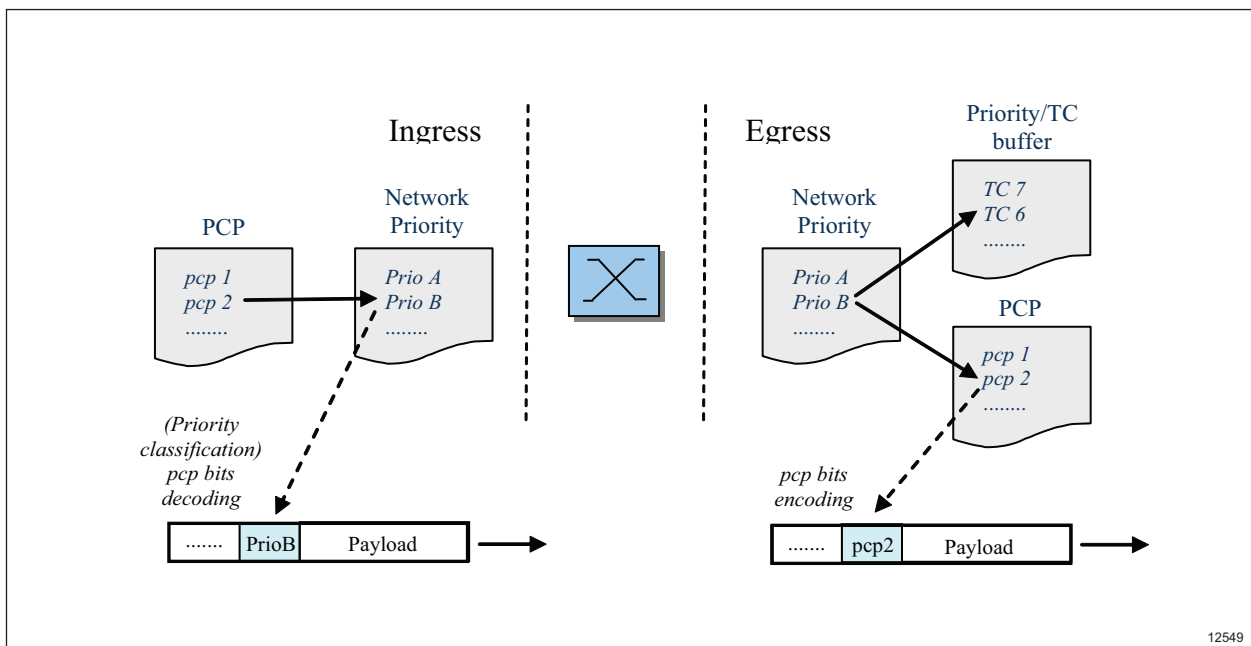 Ingress
PCP
pcp 1
pcp 2
........
Network
Priority
Prio A
Prio B
........
(Priority
classification)
pcp bits
decoding
....... PrioB Payload
Egress
Network
Priority
Prio A
Prio B
........
Priority/TC
buffer
TC 7
TC 6
........
PCP
pcp 1
pcp 2
........
pcp bits
encoding
....... pcp2 Payload
12549